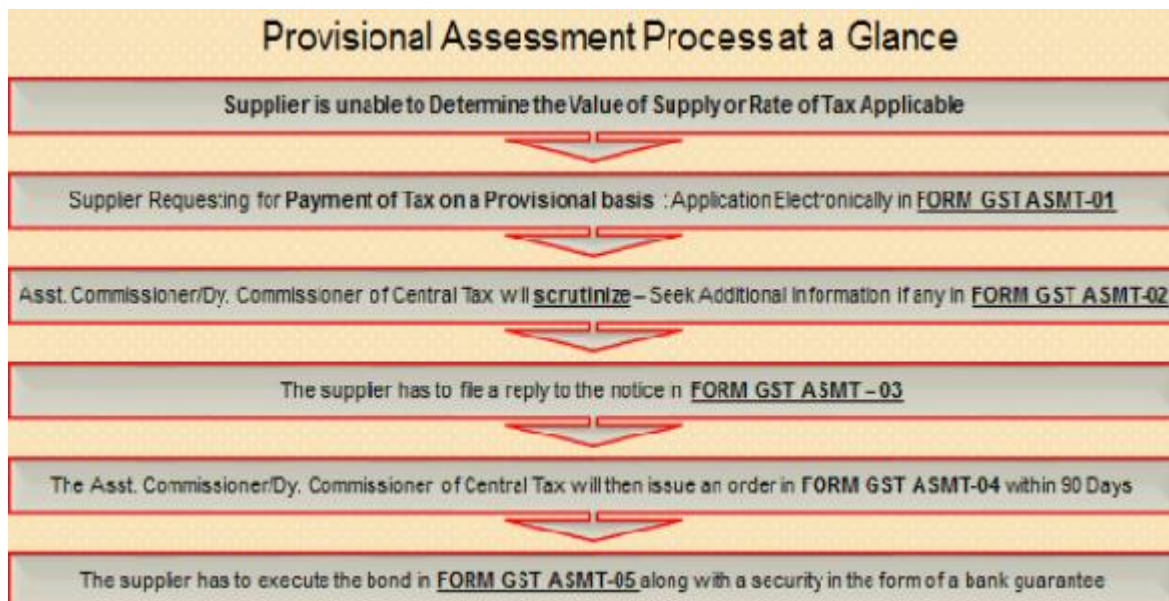 Provisional Assessment Process at a Glance
Supplier is unable to Determine the Value of Supply or Rate of Tax Applicable
Supplier Requesting for Payment of Tax on a Provisional basis : Application Electronically in FORM GST ASMT-01
Asst. Commissioner/Dy. Commissioner of Central Tax will scrutinize – Seek Additional Information if any in FORM GST ASMT-02
The supplier has to file a reply to the notice in FORM GST ASMT – 03
The Asst. Commissioner/Dy. Commissioner of Central Tax will then issue an order in FORM GST ASMT-04 within 90 Days
The supplier has to execute the bond in FORM GST ASMT-05 along with a security in the form of a bank guarantee